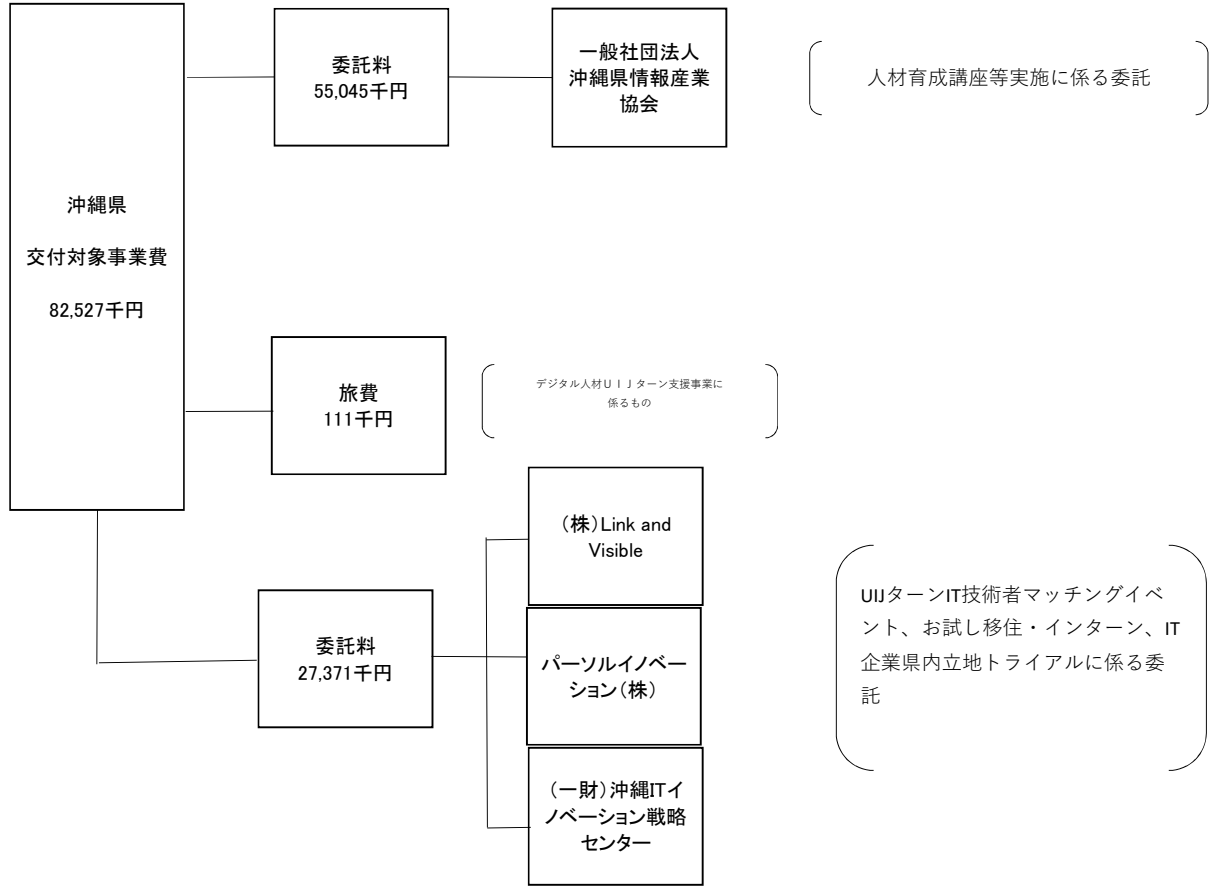 沖縄県
交付対象事業費
82,527千円
委託料
55,045千円
一般社団法人
沖縄県情報産業
協会
人材育成講座等実施に係る委託
旅費
111千円
デジタル人材UIJターン支援事業に
係るもの
委託料
27,371千円
（株）Link and
Visible
パーソルイノベー
ション（株）
（一財）沖縄ITイ
ノベーション戦略
センター
UIJターンIT技術者マッチングイベ
ント、お試し移住・インターン、IT
企業県内立地トライアルに係る委
託